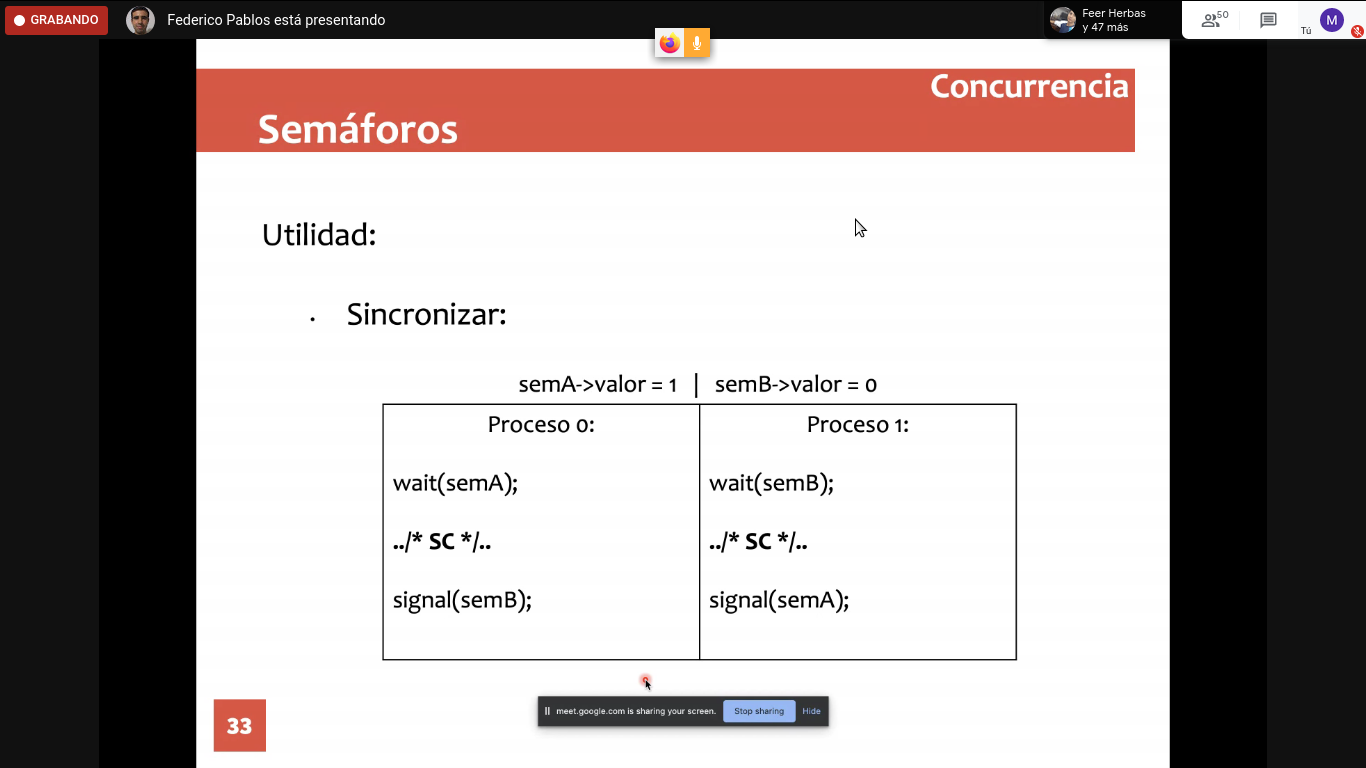 GRABANDO
Federico Pablos está presentando
Feer Herbas
y 47 más
50
Tú
M
Concurrencia
Semáforos
Utilidad:
· Sincronizar:
semA->valor = 1 | semB->valor = 0
Proceso 0:
wait(semA);
../* SC */..
signal(semB);
Proceso 1:
wait(semB);
../* SC */..
signal(semA);
33
meet.google.com is sharing your screen.
Stop sharing
Hide